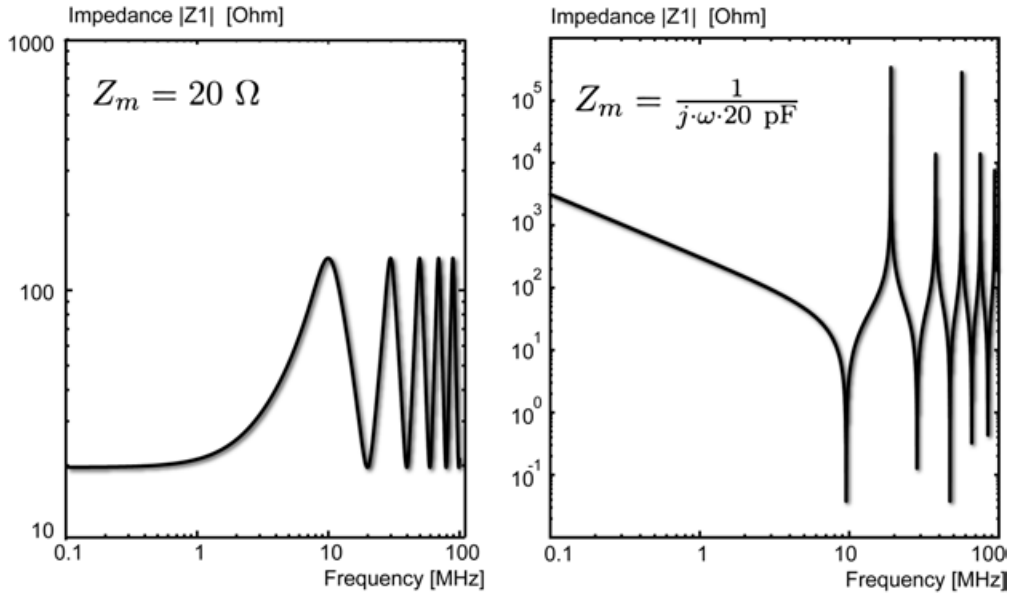 Impedance |Z1| [Ohm]
1000
100
10
Z_m = 20 Ω
0.1 1 10 100
Frequency [MHz]
Impedance |Z1| [Ohm]
10^5
10^4
10^3
10^2
10^1
10^0
10^-1
Z_m = 1/(j·ω·20 pF)
0.1 1 10 100
Frequency [MHz]